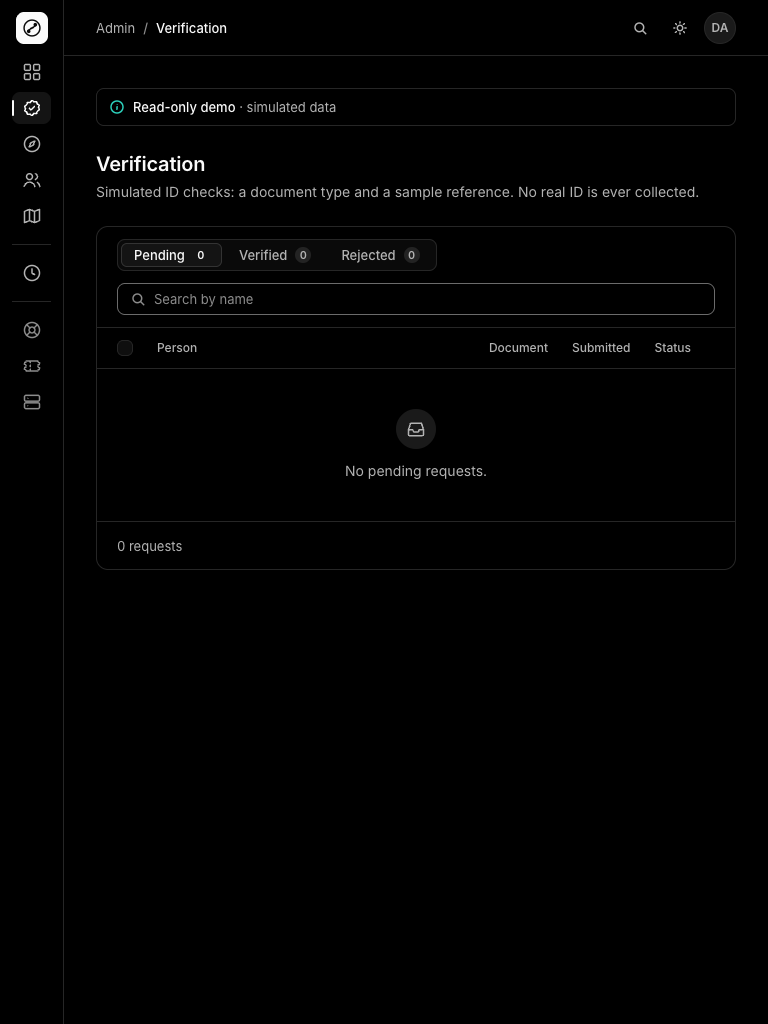 Admin / Verification
DA
Read-only demo · simulated data
Verification
Simulated ID checks: a document type and a sample reference. No real ID is ever collected.
Pending 0 Verified 0 Rejected 0
Search by name
Person Document Submitted Status
No pending requests.
0 requests